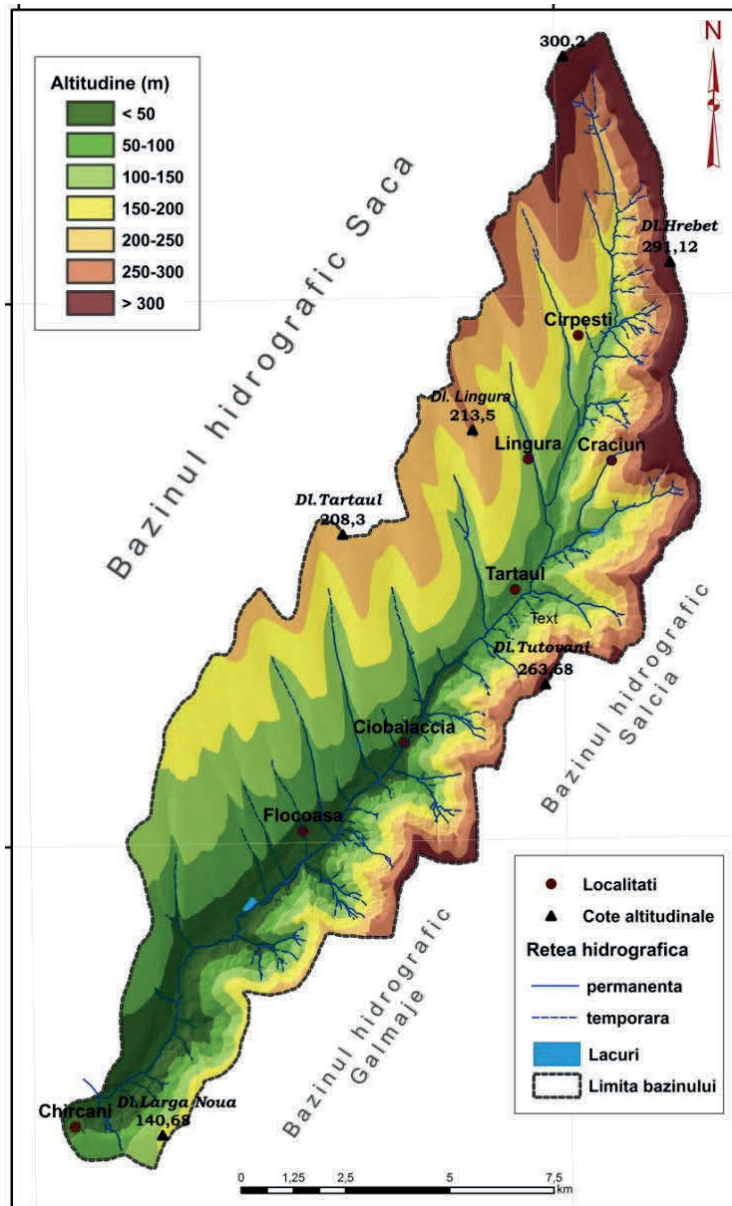 N
300,2
Altitudine (m)
< 50
50-100
100-150
150-200
200-250
250-300
> 300
Bazinul hidrografic Saca
Dl.Hrebet
291,12
Cirpesti
Dl. Lingura
213,5
Lingura
Craciun
Dl.Tartaul
208,3
Tartaul
Text
Dl.Tutovani
263,68
Bazinul hidrografic
Salcia
Ciobalaccia
Flocoasa
Bazinul hidrografic
Galmaje
Chircani
Dl.Larga Noua
140,68
Localitati
Cote altitudinale
Retea hidrografica
permanenta
temporara
Lacuri
Limita bazinului
0 1,25 2,5 5 7,5
km